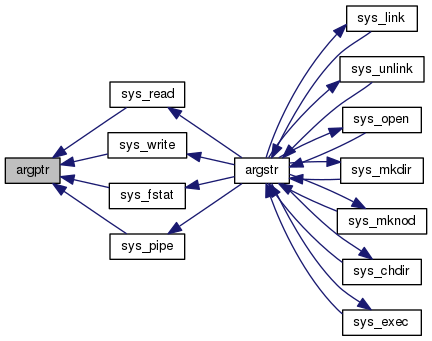 argptr
sys_read
sys_write
sys_fstat
sys_pipe
argstr
sys_link
sys_unlink
sys_open
sys_mkdir
sys_mknod
sys_chdir
sys_exec